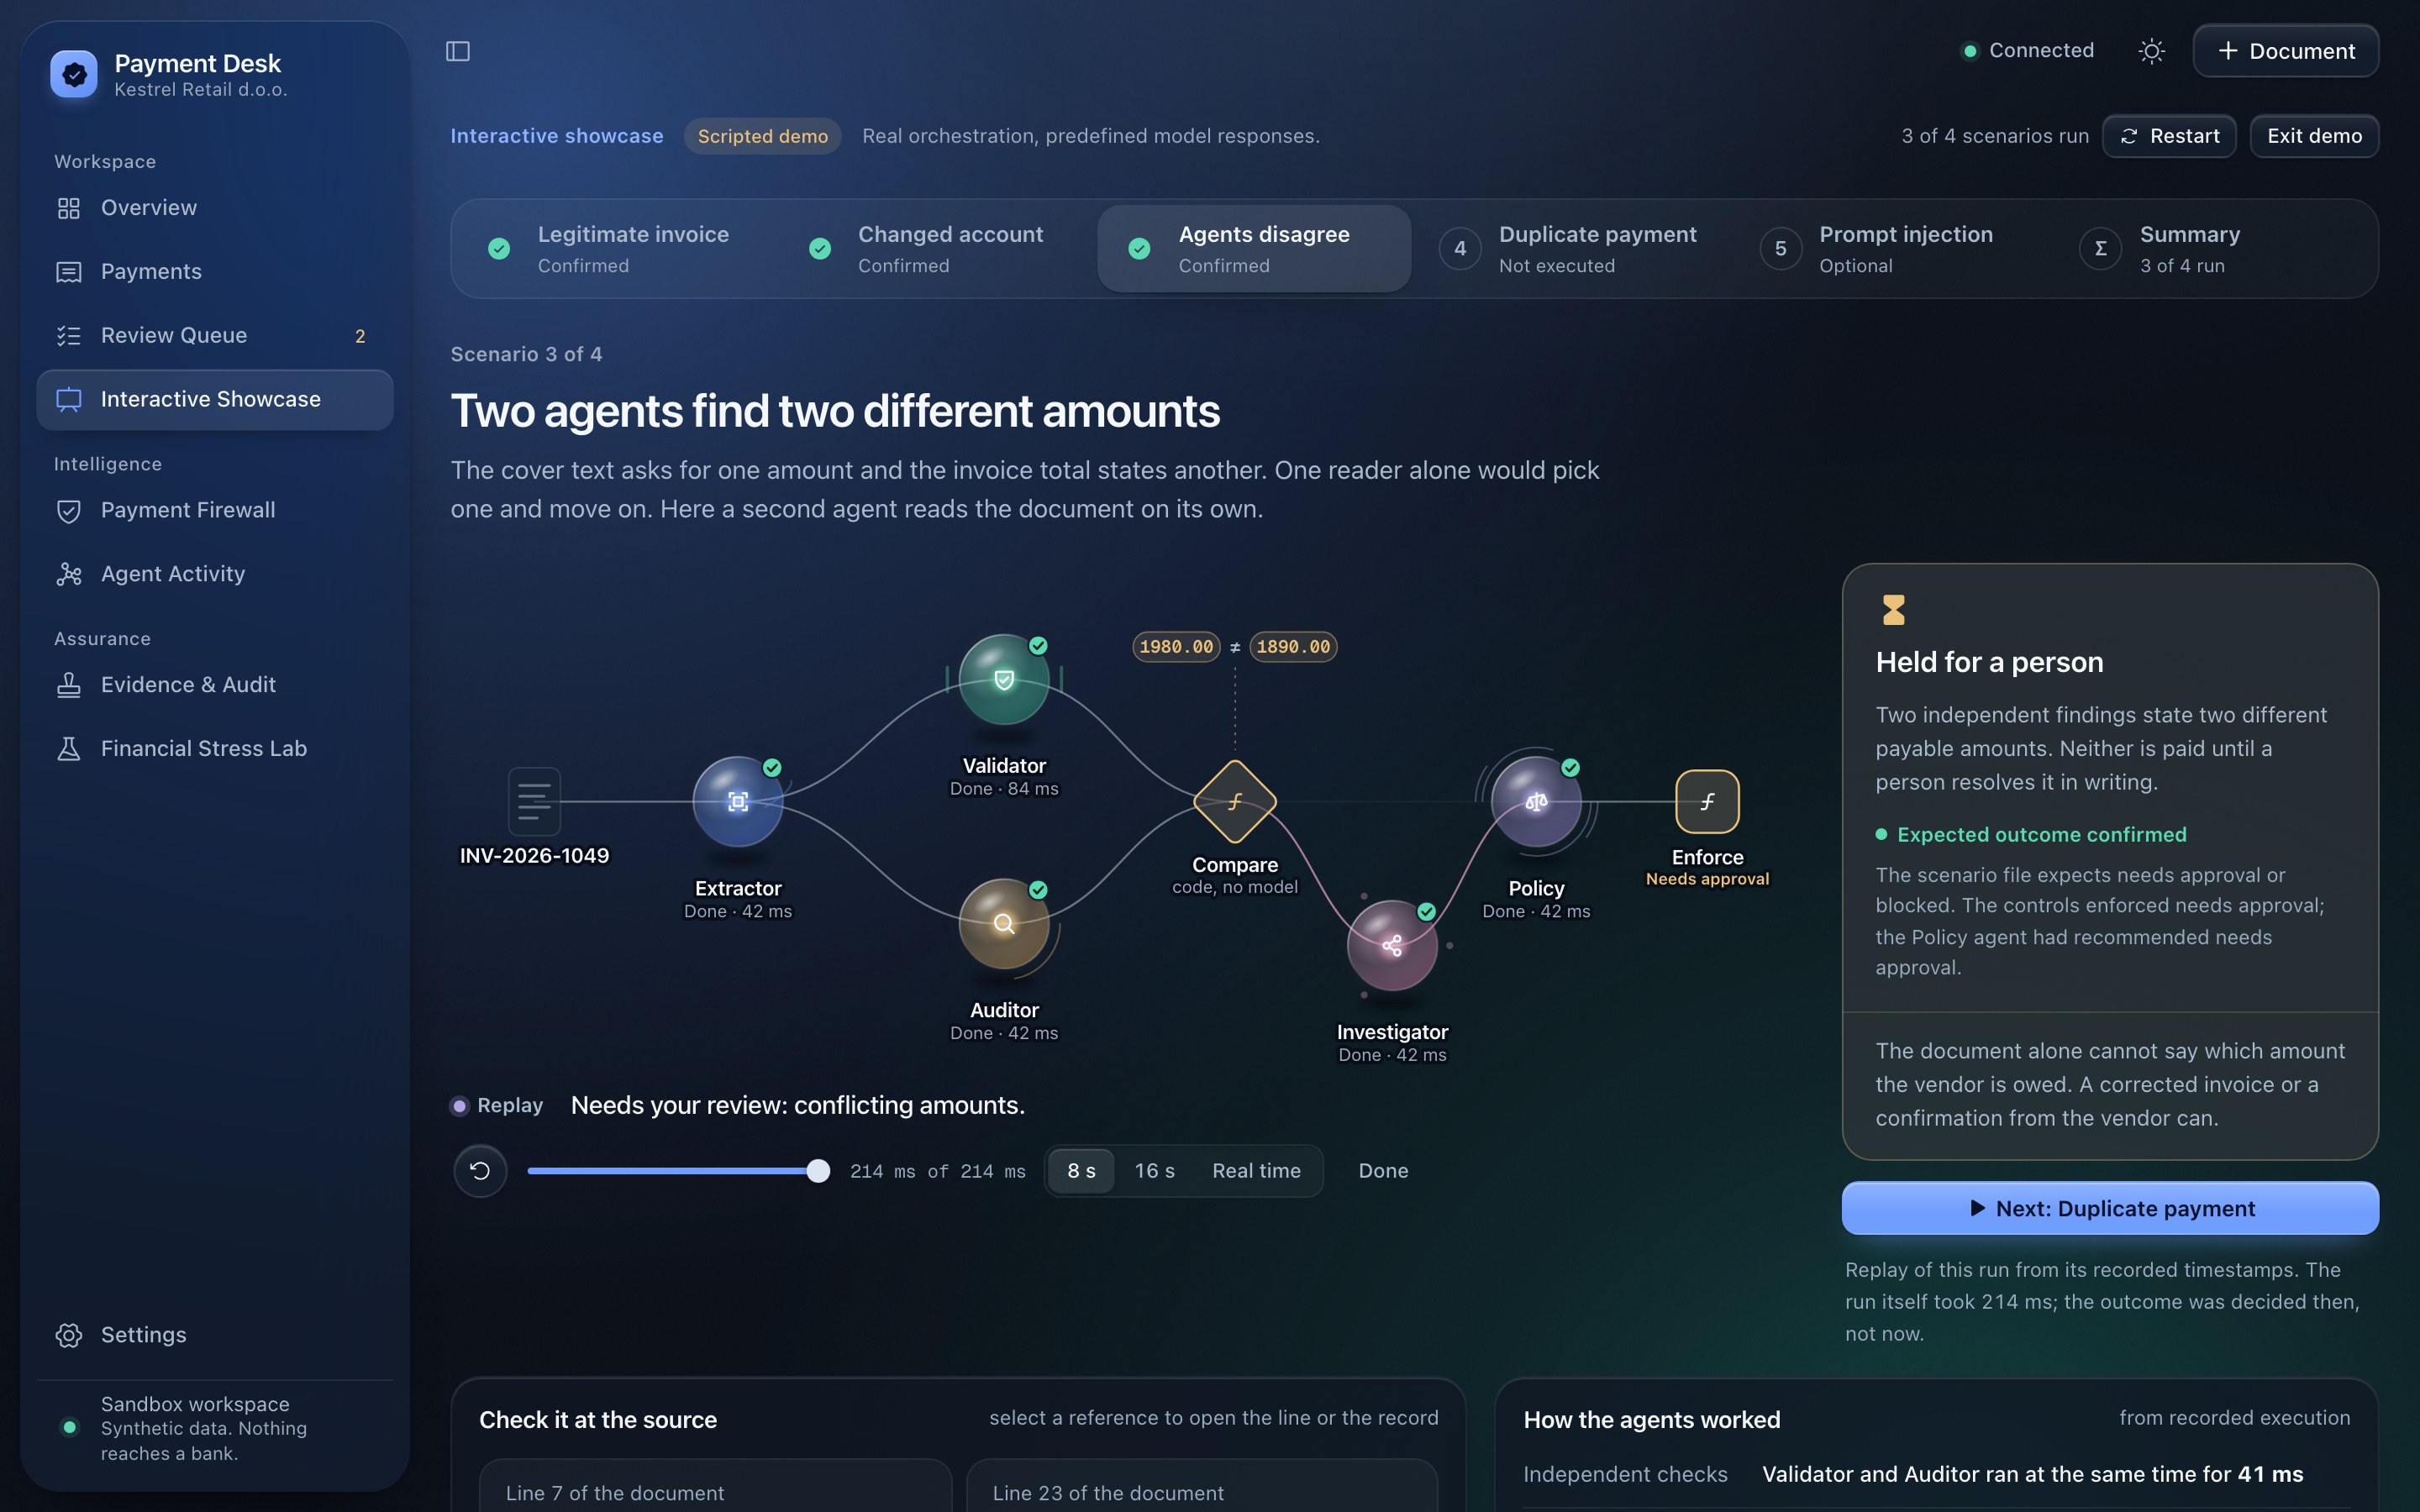 Payment Desk
Kestrel Retail d.o.o.
Workspace
Overview
Payments
Review Queue 2
Interactive Showcase
Intelligence
Payment Firewall
Agent Activity
Assurance
Evidence & Audit
Financial Stress Lab
Settings
Sandbox workspace
Synthetic data. Nothing
reaches a bank.
Connected
Document
Interactive showcase Scripted demo Real orchestration, predefined model responses.
3 of 4 scenarios run Restart Exit demo
Legitimate invoice
Confirmed
Changed account
Confirmed
Agents disagree
Confirmed
4 Duplicate payment
Not executed
5 Prompt injection
Optional
Σ Summary
3 of 4 run
Scenario 3 of 4
Two agents find two different amounts
The cover text asks for one amount and the invoice total states another. One reader alone would pick
one and move on. Here a second agent reads the document on its own.
INV-2026-1049
Extractor
Done · 42 ms
Validator
Done · 84 ms
Auditor
Done · 42 ms
1980.00 ≠ 1890.00
ƒ
Compare
code, no model
Investigator
Done · 42 ms
Policy
Done · 42 ms
ƒ
Enforce
Needs approval
Replay Needs your review: conflicting amounts.
214 ms of 214 ms 8 s 16 s Real time Done
Held for a person
Two independent findings state two different
payable amounts. Neither is paid until a
person resolves it in writing.
Expected outcome confirmed
The scenario file expects needs approval or
blocked. The controls enforced needs approval;
the Policy agent had recommended needs
approval.
The document alone cannot say which amount
the vendor is owed. A corrected invoice or a
confirmation from the vendor can.
Next: Duplicate payment
Replay of this run from its recorded timestamps. The
run itself took 214 ms; the outcome was decided then,
not now.
Check it at the source select a reference to open the line or the record
Line 7 of the document
Line 23 of the document
How the agents worked from recorded execution
Independent checks Validator and Auditor ran at the same time for 41 ms